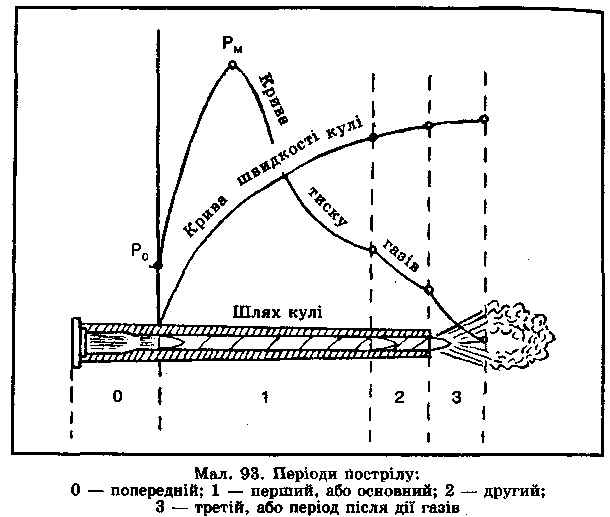 Pм
Крива
Крива швидкості кулі
тиску
газів
P0
Шлях кулі
0 1 2 3
Мал. 93. Періоди пострілу:
0 — попередній; 1 — перший, або основний; 2 — другий;
3 — третій, або період після дії газів